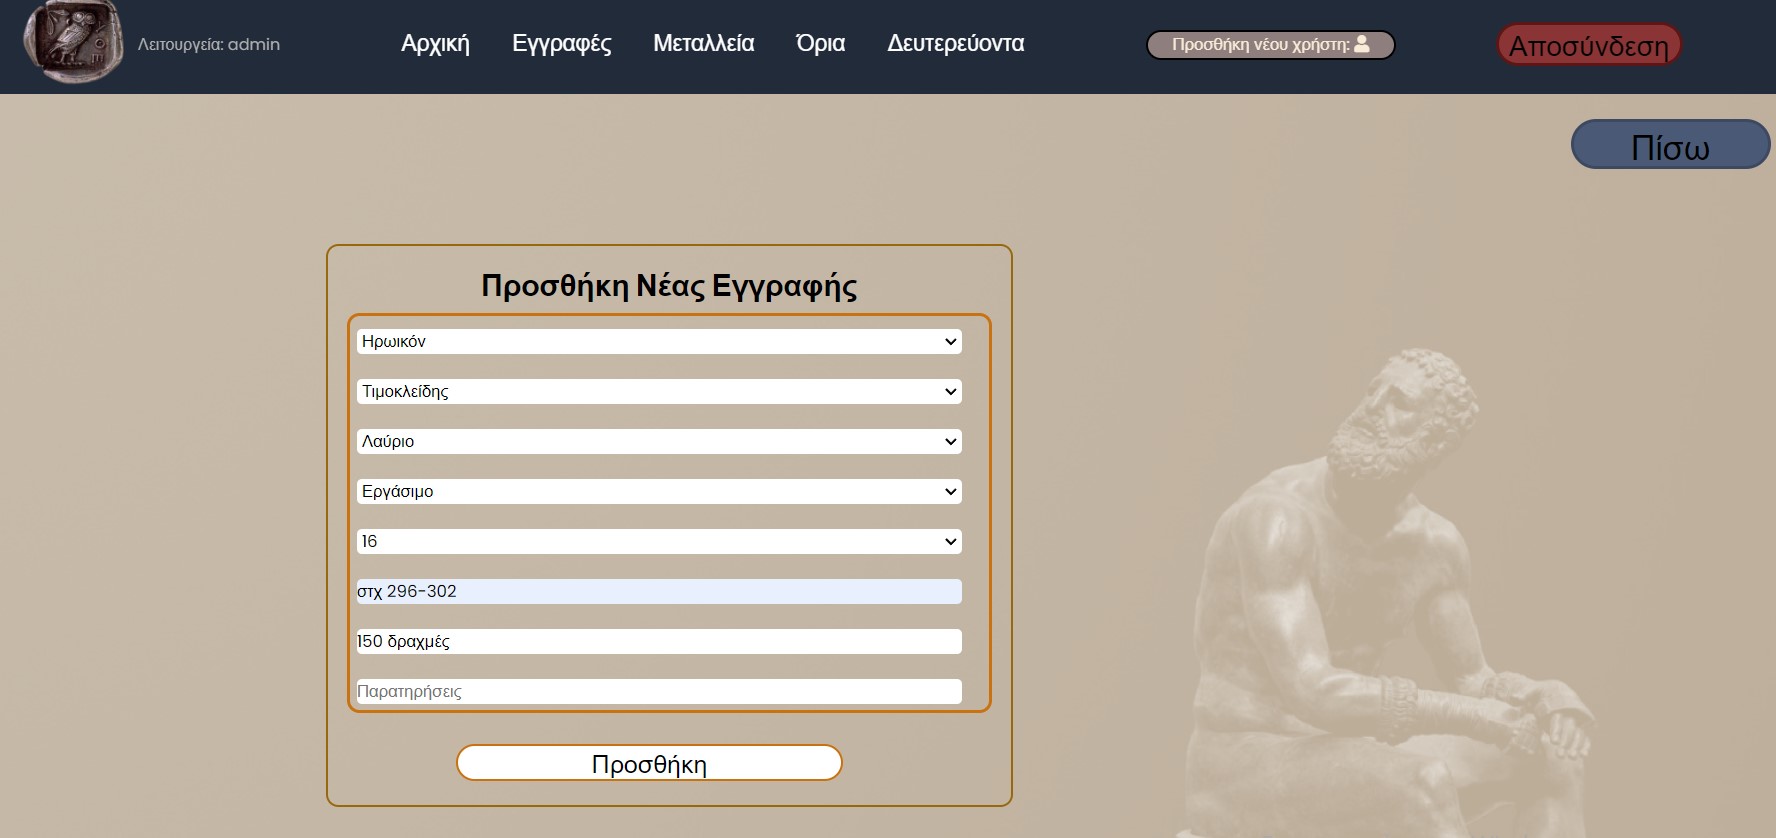 Λειτουργεία: admin
Αρχική Εγγραφές Μεταλλεία Όρια Δευτερεύοντα
Προσθήκη νέου χρήστη:
Αποσύνδεση
Πίσω
Προσθήκη Νέας Εγγραφής
Ηρωικόν
Τιμοκλείδης
Λαύριο
Εργάσιμο
16
στχ 296-302
150 δραχμές
Παρατηρήσεις
Προσθήκη